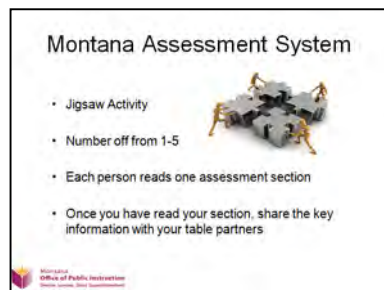 Montana Assessment System
• Jigsaw Activity
• Number off from 1-5
• Each person reads one assessment section
• Once you have read your section, share the key
information with your table partners
Montana
Office of Public Instruction